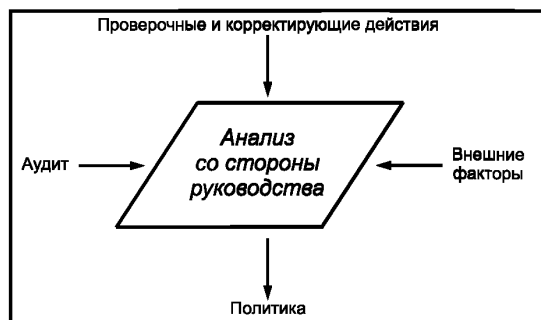 Проверочные и корректирующие действия
Анализ
со стороны
руководства
Аудит
Внешние
факторы
Политика